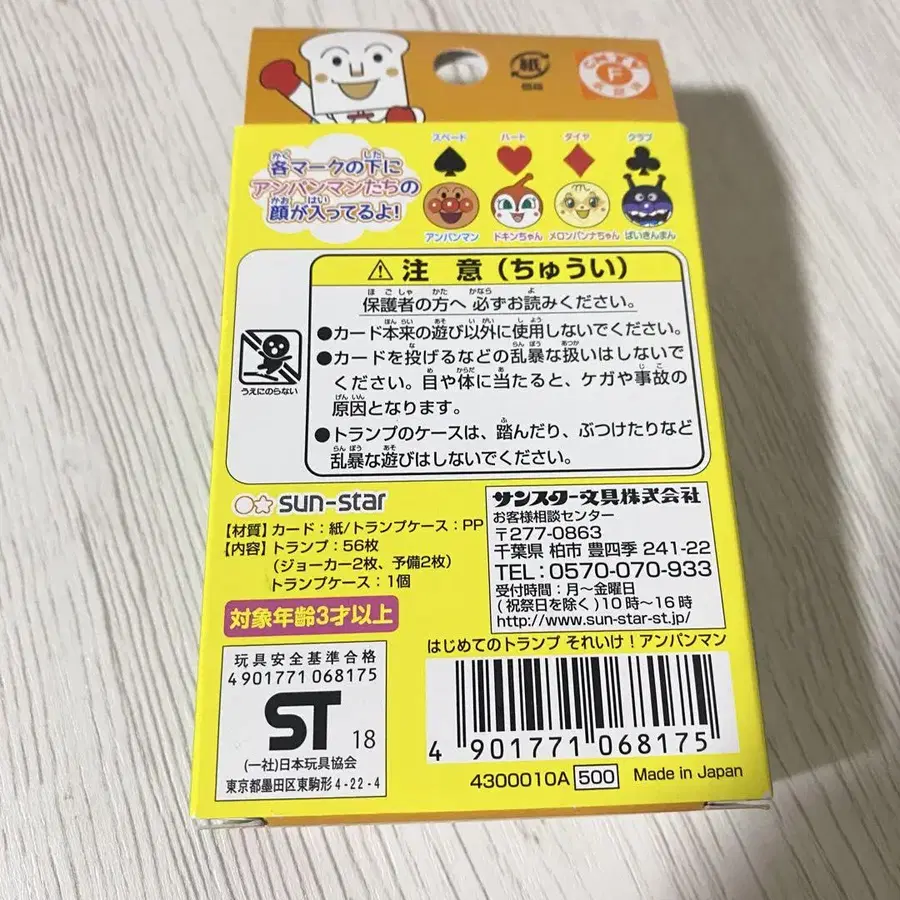 紙
各マークの下に
アンパンマンたちの
顔が入ってるよ!
スペード ハート ダイヤ クラブ
アンパンマン ドキンちゃん メロンパンナちゃん ばいきんまん
うえにのらない
注 意(ちゅうい)
保護者の方へ 必ずお読みください。
●カード本来の遊び以外に使用しないでください。
●カードを投げるなどの乱暴な扱いはしないで
ください。目や体に当たると、ケガや事故の
原因となります。
●トランプのケースは、踏んだり、ぶつけたりなど
乱暴な遊びはしないでください。
sun-star
【材質】カード:紙/トランプケース:PP
【内容】トランプ:56枚
(ジョーカー2枚、予備2枚)
トランプケース:1個
対象年齢3才以上
サンスター文具株式会社
お客様相談センター
〒277-0863
千葉県 柏市 豊四季 241-22
TEL:0570-070-933
受付時間:月~金曜日
(祝祭日を除く)10時~16時
http://www.sun-star-st.jp/
はじめてのトランプ それいけ!アンパンマン
玩具安全基準合格
4901771068175
ST 18
(一社)日本玩具協会
東京都墨田区東駒形4-22-4
4 901771 068175
4300010A 500 Made in Japan